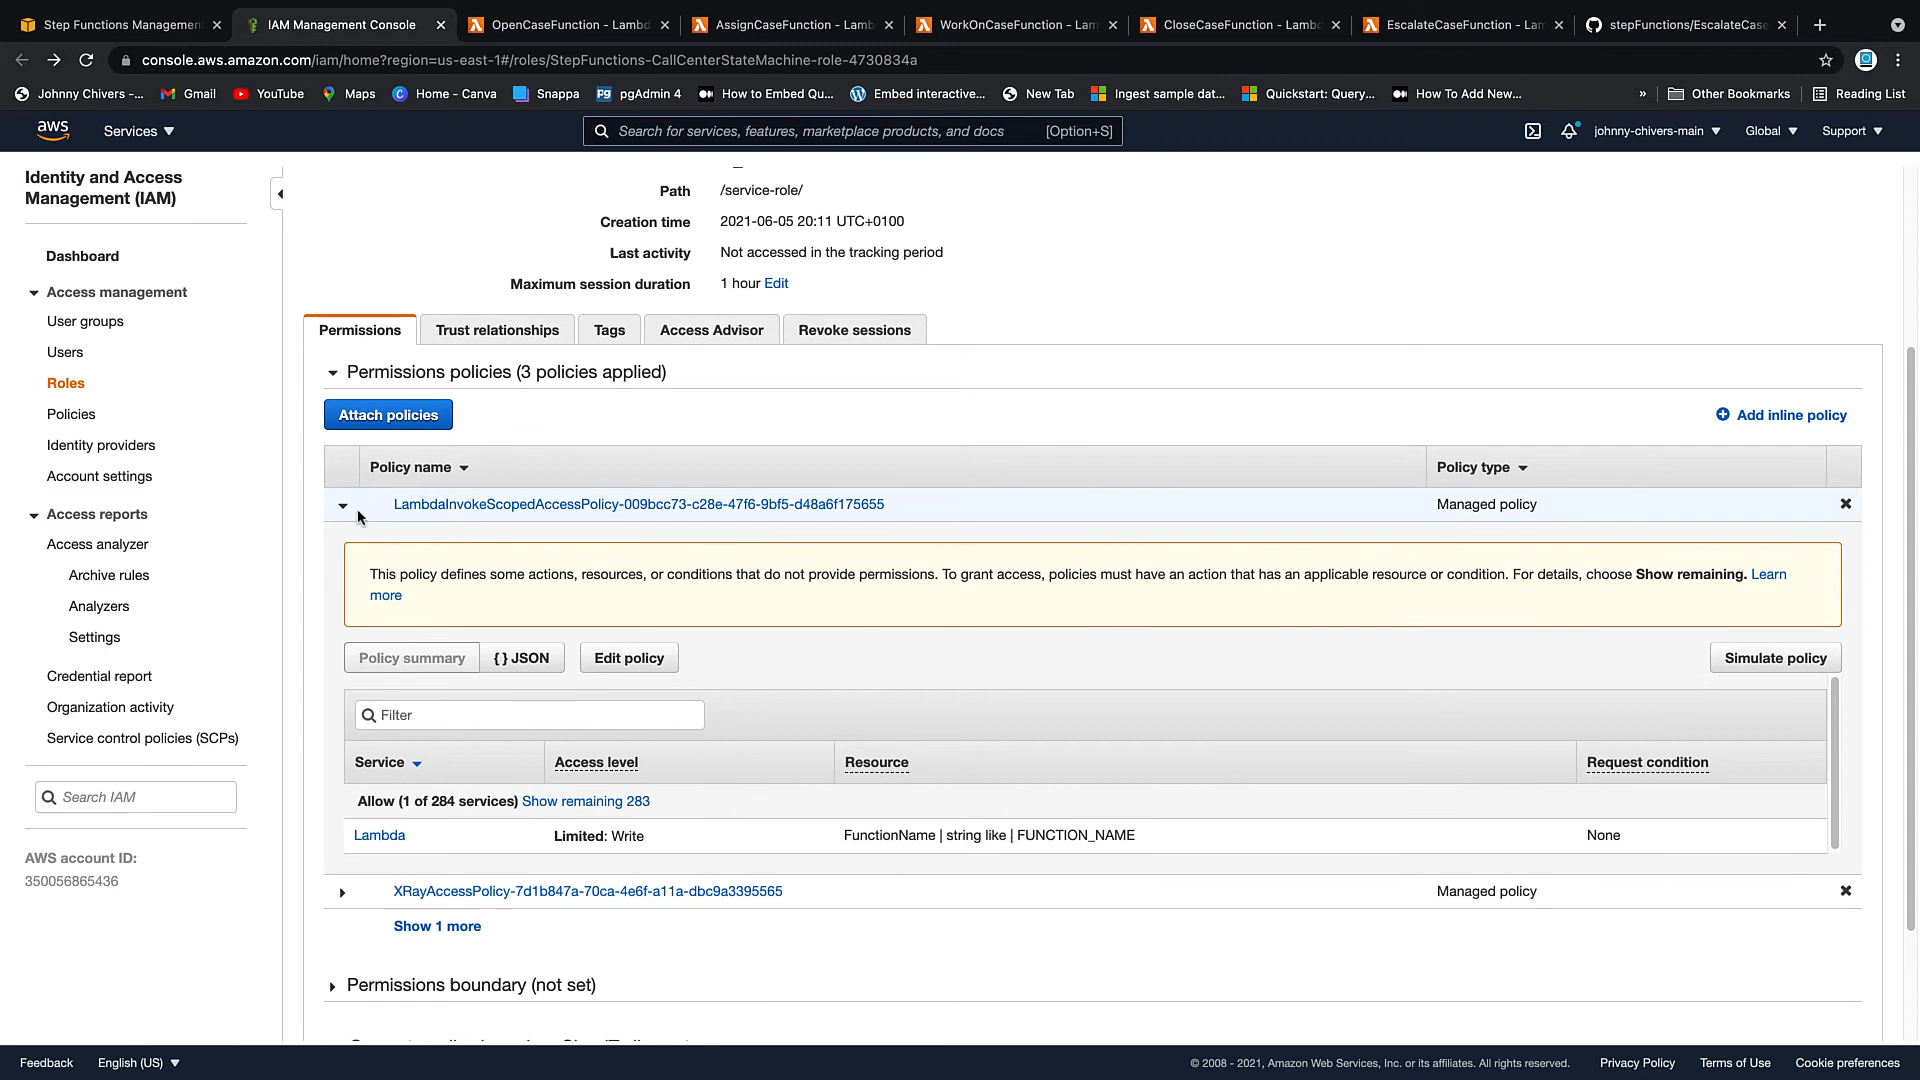 Step Functions Management
IAM Management Console
OpenCaseFunction - Lambd
AssignCaseFunction - Lamb
WorkOnCaseFunction - Lam
CloseCaseFunction - Lambd
EscalateCaseFunction - Lam
stepFunctions/EscalateCase
console.aws.amazon.com/iam/home?region=us-east-1#/roles/StepFunctions-CallCenterStateMachine-role-4730834a
Johnny Chivers -...
Gmail
YouTube
Maps
Home - Canva
Snappa
pgAdmin 4
How to Embed Qu...
Embed interactive...
New Tab
Ingest sample dat...
Quickstart: Query,...
How To Add New...
»
Other Bookmarks
Reading List
aws
Services
Search for services, features, marketplace products, and docs [Option+S]
johnny-chivers-main
Global
Support
Identity and Access
Management (IAM)
Dashboard
Access management
User groups
Users
Roles
Policies
Identity providers
Account settings
Access reports
Access analyzer
Archive rules
Analyzers
Settings
Credential report
Organization activity
Service control policies (SCPs)
Search IAM
AWS account ID:
350056865436
Path /service-role/
Creation time 2021-06-05 20:11 UTC+0100
Last activity Not accessed in the tracking period
Maximum session duration 1 hour Edit
Permissions
Trust relationships
Tags
Access Advisor
Revoke sessions
Permissions policies (3 policies applied)
Attach policies
Add inline policy
Policy name
Policy type
LambdaInvokeScopedAccessPolicy-009bcc73-c28e-47f6-9bf5-d48a6f175655
Managed policy
This policy defines some actions, resources, or conditions that do not provide permissions. To grant access, policies must have an action that has an applicable resource or condition. For details, choose Show remaining. Learn
more
Policy summary
{ } JSON
Edit policy
Simulate policy
Filter
Service
Access level
Resource
Request condition
Allow (1 of 284 services) Show remaining 283
Lambda
Limited: Write
FunctionName | string like | FUNCTION_NAME
None
XRayAccessPolicy-7d1b847a-70ca-4e6f-a11a-dbc9a3395565
Managed policy
Show 1 more
Permissions boundary (not set)
Feedback
English (US)
© 2008 - 2021, Amazon Web Services, Inc. or its affiliates. All rights reserved.
Privacy Policy
Terms of Use
Cookie preferences